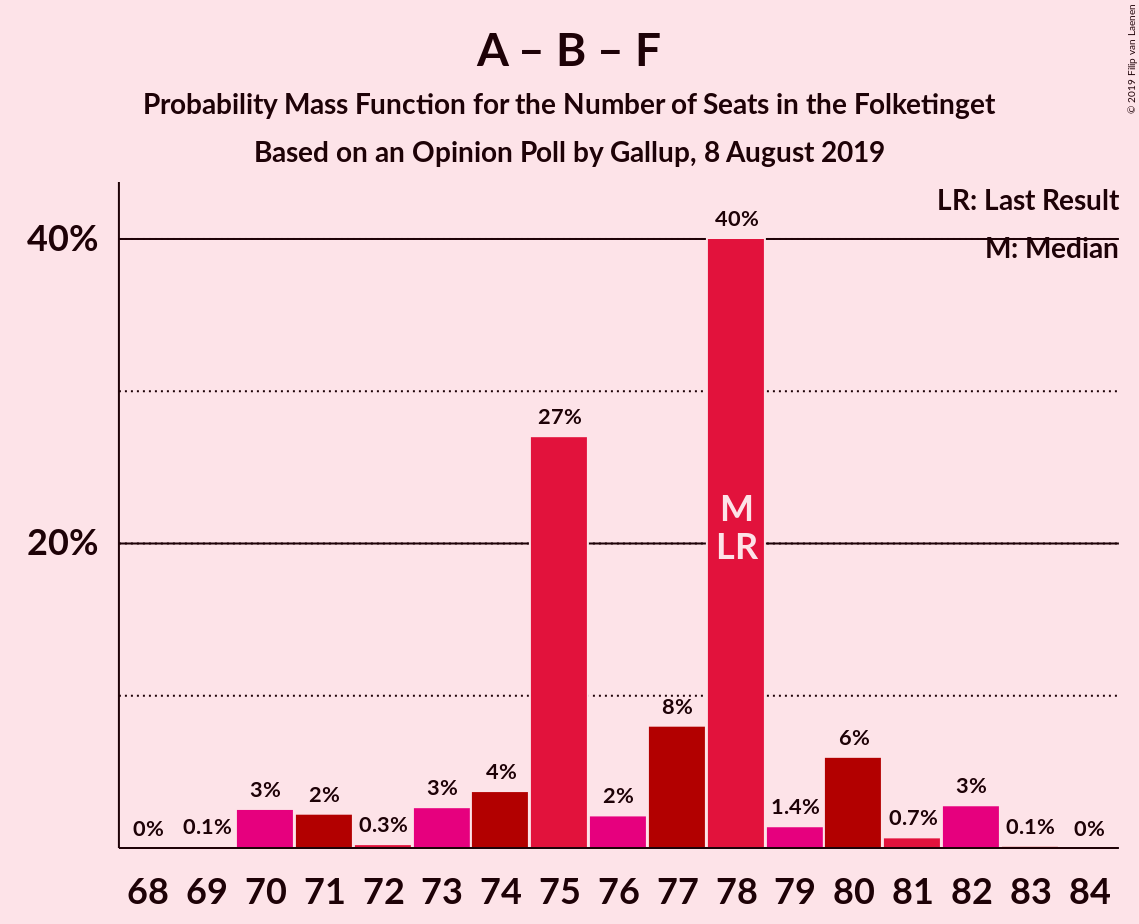 A – B – F
Probability Mass Function for the Number of Seats in the Folketinget
Based on an Opinion Poll by Gallup, 8 August 2019
© 2019 Filip van Laenen
LR: Last Result
M: Median
40%
20%
0%
0.1%
3%
2%
0.3%
3%
4%
27%
2%
8%
40%
M
LR
1.4%
6%
0.7%
3%
0.1%
0%
68 69 70 71 72 73 74 75 76 77 78 79 80 81 82 83 84